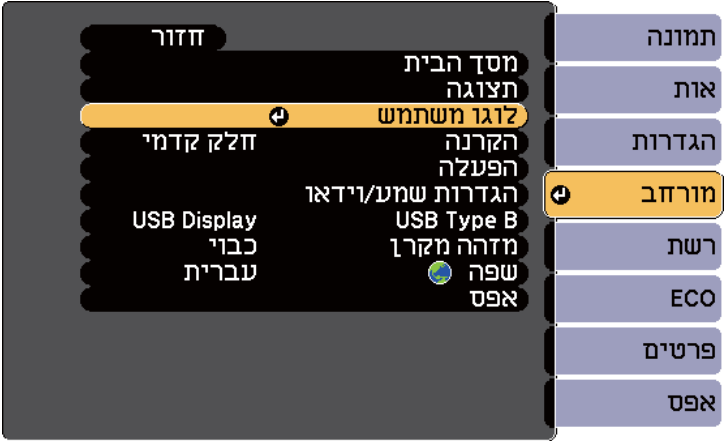 תמונה
אות
הגדרות
מורחב
רשת
ECO
פרטים
אפס
חזור
מסך הבית
תצוגה
לוגו משתמש
הקרנה חלק קדמי
הפעלה
הגדרות שמע/וידאו
USB Type B USB Display
מזהה מקרן כבוי
שפה עברית
אפס